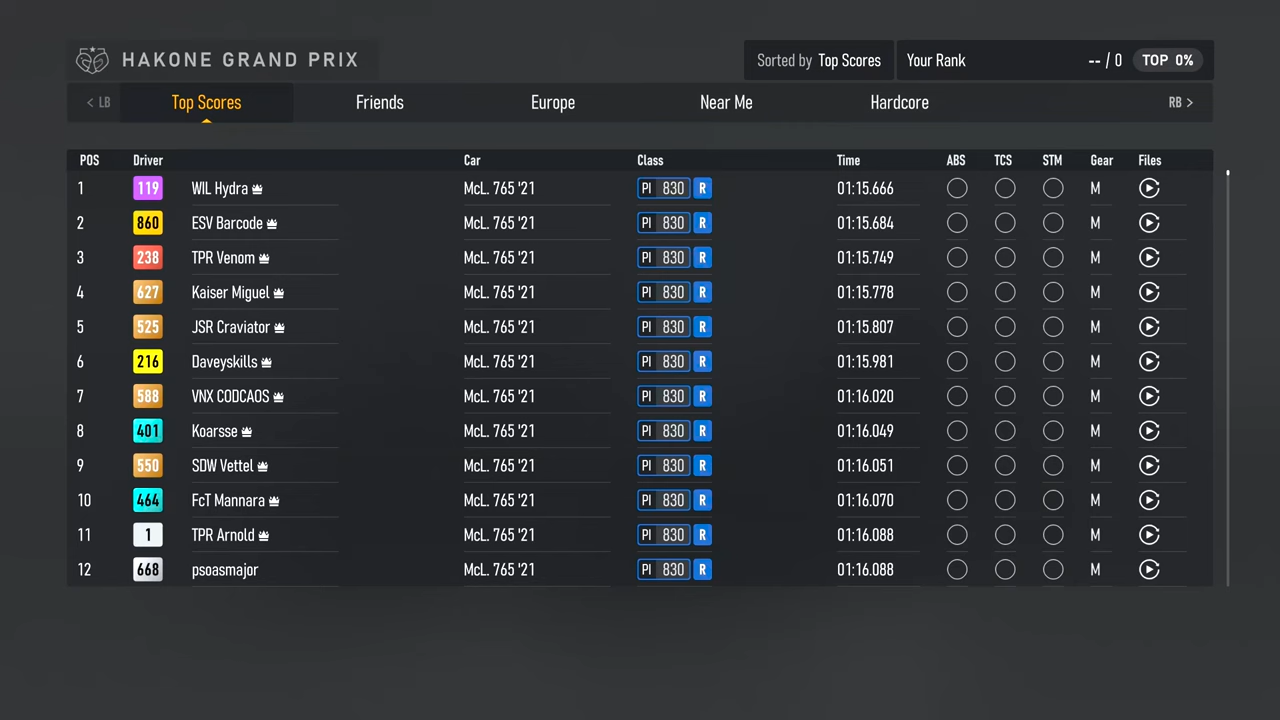 HAKONE GRAND PRIX
Sorted by Top Scores Your Rank -- / 0 TOP 0%
< LB Top Scores Friends Europe Near Me Hardcore RB >
POS Driver Car Class Time ABS TCS STM Gear Files
1 119 WIL Hydra McL. 765 '21 PI 830 R 01:15.666 M
2 860 ESV Barcode McL. 765 '21 PI 830 R 01:15.684 M
3 238 TPR Venom McL. 765 '21 PI 830 R 01:15.749 M
4 627 Kaiser Miguel McL. 765 '21 PI 830 R 01:15.778 M
5 525 JSR Craviator McL. 765 '21 PI 830 R 01:15.807 M
6 216 Daveyskills McL. 765 '21 PI 830 R 01:15.981 M
7 588 VNX CODCAOS McL. 765 '21 PI 830 R 01:16.020 M
8 401 Koarsse McL. 765 '21 PI 830 R 01:16.049 M
9 550 SDW Vettel McL. 765 '21 PI 830 R 01:16.051 M
10 464 FcT Mannara McL. 765 '21 PI 830 R 01:16.070 M
11 1 TPR Arnold McL. 765 '21 PI 830 R 01:16.088 M
12 668 psoasmajor McL. 765 '21 PI 830 R 01:16.088 M